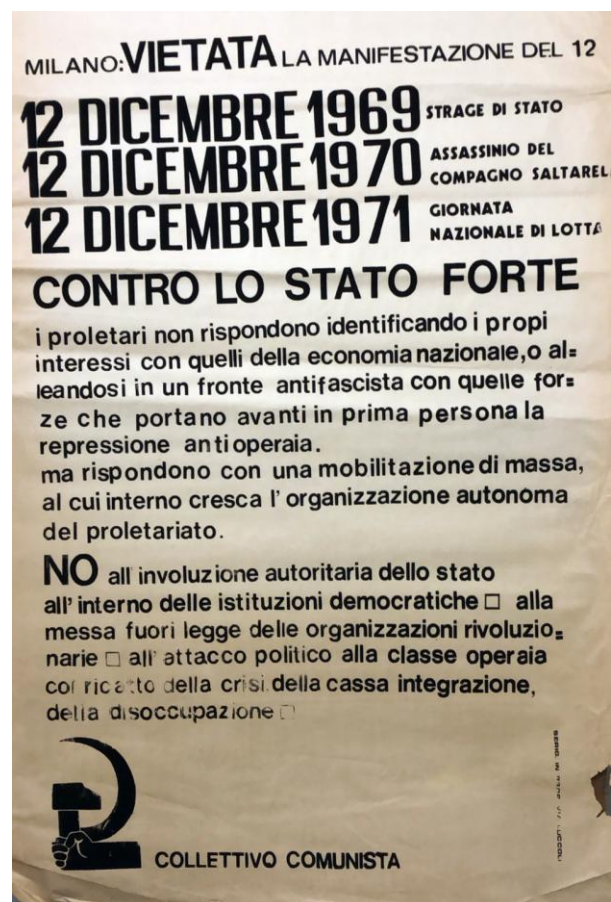 MILANO: VIETATA LA MANIFESTAZIONE DEL 12
12 DICEMBRE 1969 STRAGE DI STATO
12 DICEMBRE 1970 ASSASSINIO DEL
COMPAGNO SALTAREL
12 DICEMBRE 1971 GIORNATA
NAZIONALE DI LOTTA
CONTRO LO STATO FORTE
i proletari non rispondono identificando i propi
interessi con quelli della economia nazionale, o al=
leandosi in un fronte antifascista con quelle for=
ze che portano avanti in prima persona la
repressione antioperaia.
ma rispondono con una mobilitazione di massa,
al cui interno cresca l' organizzazione autonoma
del proletariato.
NO all involuzione autoritaria dello stato
all' interno delle istituzioni democratiche □ alla
messa fuori legge delle organizzazioni rivoluzio=
narie □ all' attacco politico alla classe operaia
col ricatto della crisi della cassa integrazione,
della disoccupazione □
COLLETTIVO COMUNISTA